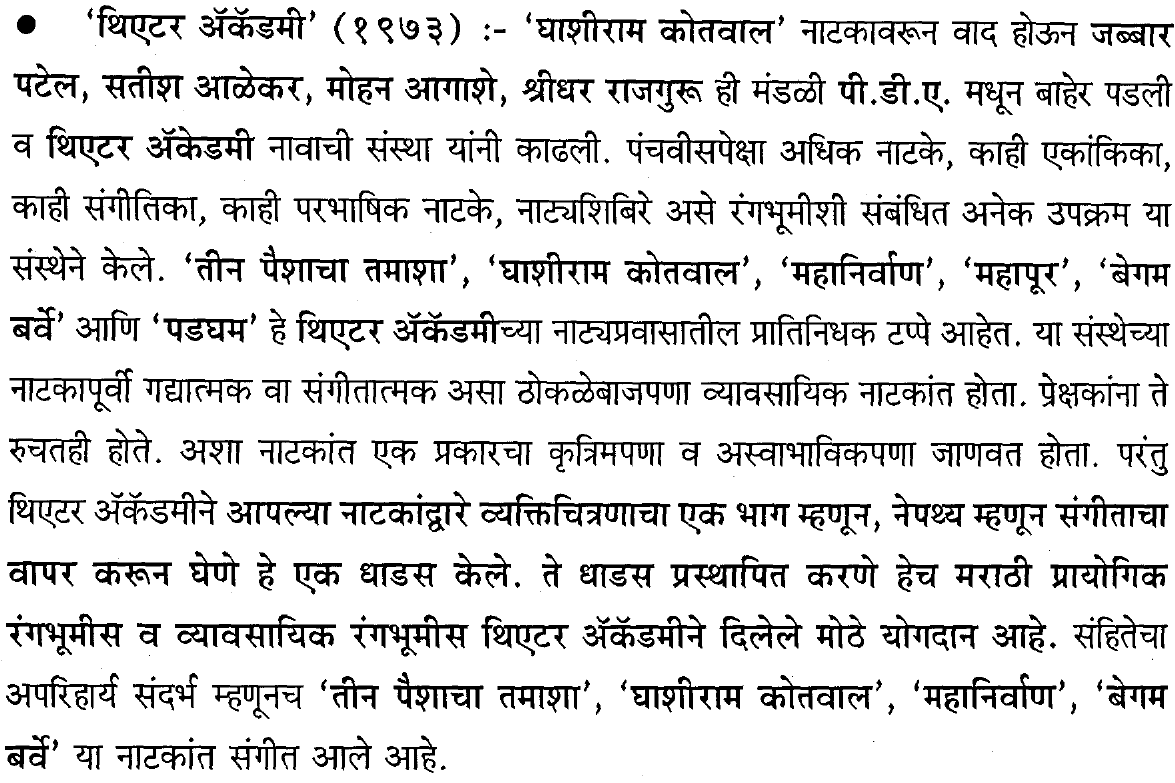 ● ‘थिएटर ॲकॅडमी’ (१९७३) :- ‘घाशीराम कोतवाल’ नाटकावरून वाद होऊन जब्बार
पटेल, सतीश आळेकर, मोहन आगाशे, श्रीधर राजगुरू ही मंडळी पी.डी.ए. मधून बाहेर पडली
व थिएटर ॲकेडमी नावाची संस्था यांनी काढली. पंचवीसपेक्षा अधिक नाटके, काही एकांकिका,
काही संगीतिका, काही परभाषिक नाटके, नाट्यशिबिरे असे रंगभूमीशी संबंधित अनेक उपक्रम या
संस्थेने केले. ‘तीन पैशाचा तमाशा’, ‘घाशीराम कोतवाल’, ‘महानिर्वाण’, ‘महापूर’, ‘बेगम
बर्वे’ आणि ‘पडघम’ हे थिएटर ॲकॅडमीच्या नाट्यप्रवासातील प्रातिनिधक टप्पे आहेत. या संस्थेच्या
नाटकापूर्वी गद्यात्मक वा संगीतात्मक असा ठोकळेबाजपणा व्यावसायिक नाटकांत होता. प्रेक्षकांना ते
रुचतही होते. अशा नाटकांत एक प्रकारचा कृत्रिमपणा व अस्वाभाविकपणा जाणवत होता. परंतु
थिएटर ॲकॅडमीने आपल्या नाटकांद्वारे व्यक्तिचित्रणाचा एक भाग म्हणून, नेपथ्य म्हणून संगीताचा
वापर करून घेणे हे एक धाडस केले. ते धाडस प्रस्थापित करणे हेच मराठी प्रायोगिक
रंगभूमीस व व्यावसायिक रंगभूमीस थिएटर ॲकॅडमीने दिलेले मोठे योगदान आहे. संहितेचा
अपरिहार्य संदर्भ म्हणूनच ‘तीन पैशाचा तमाशा’, ‘घाशीराम कोतवाल’, ‘महानिर्वाण’, ‘बेगम
बर्वे’ या नाटकांत संगीत आले आहे.